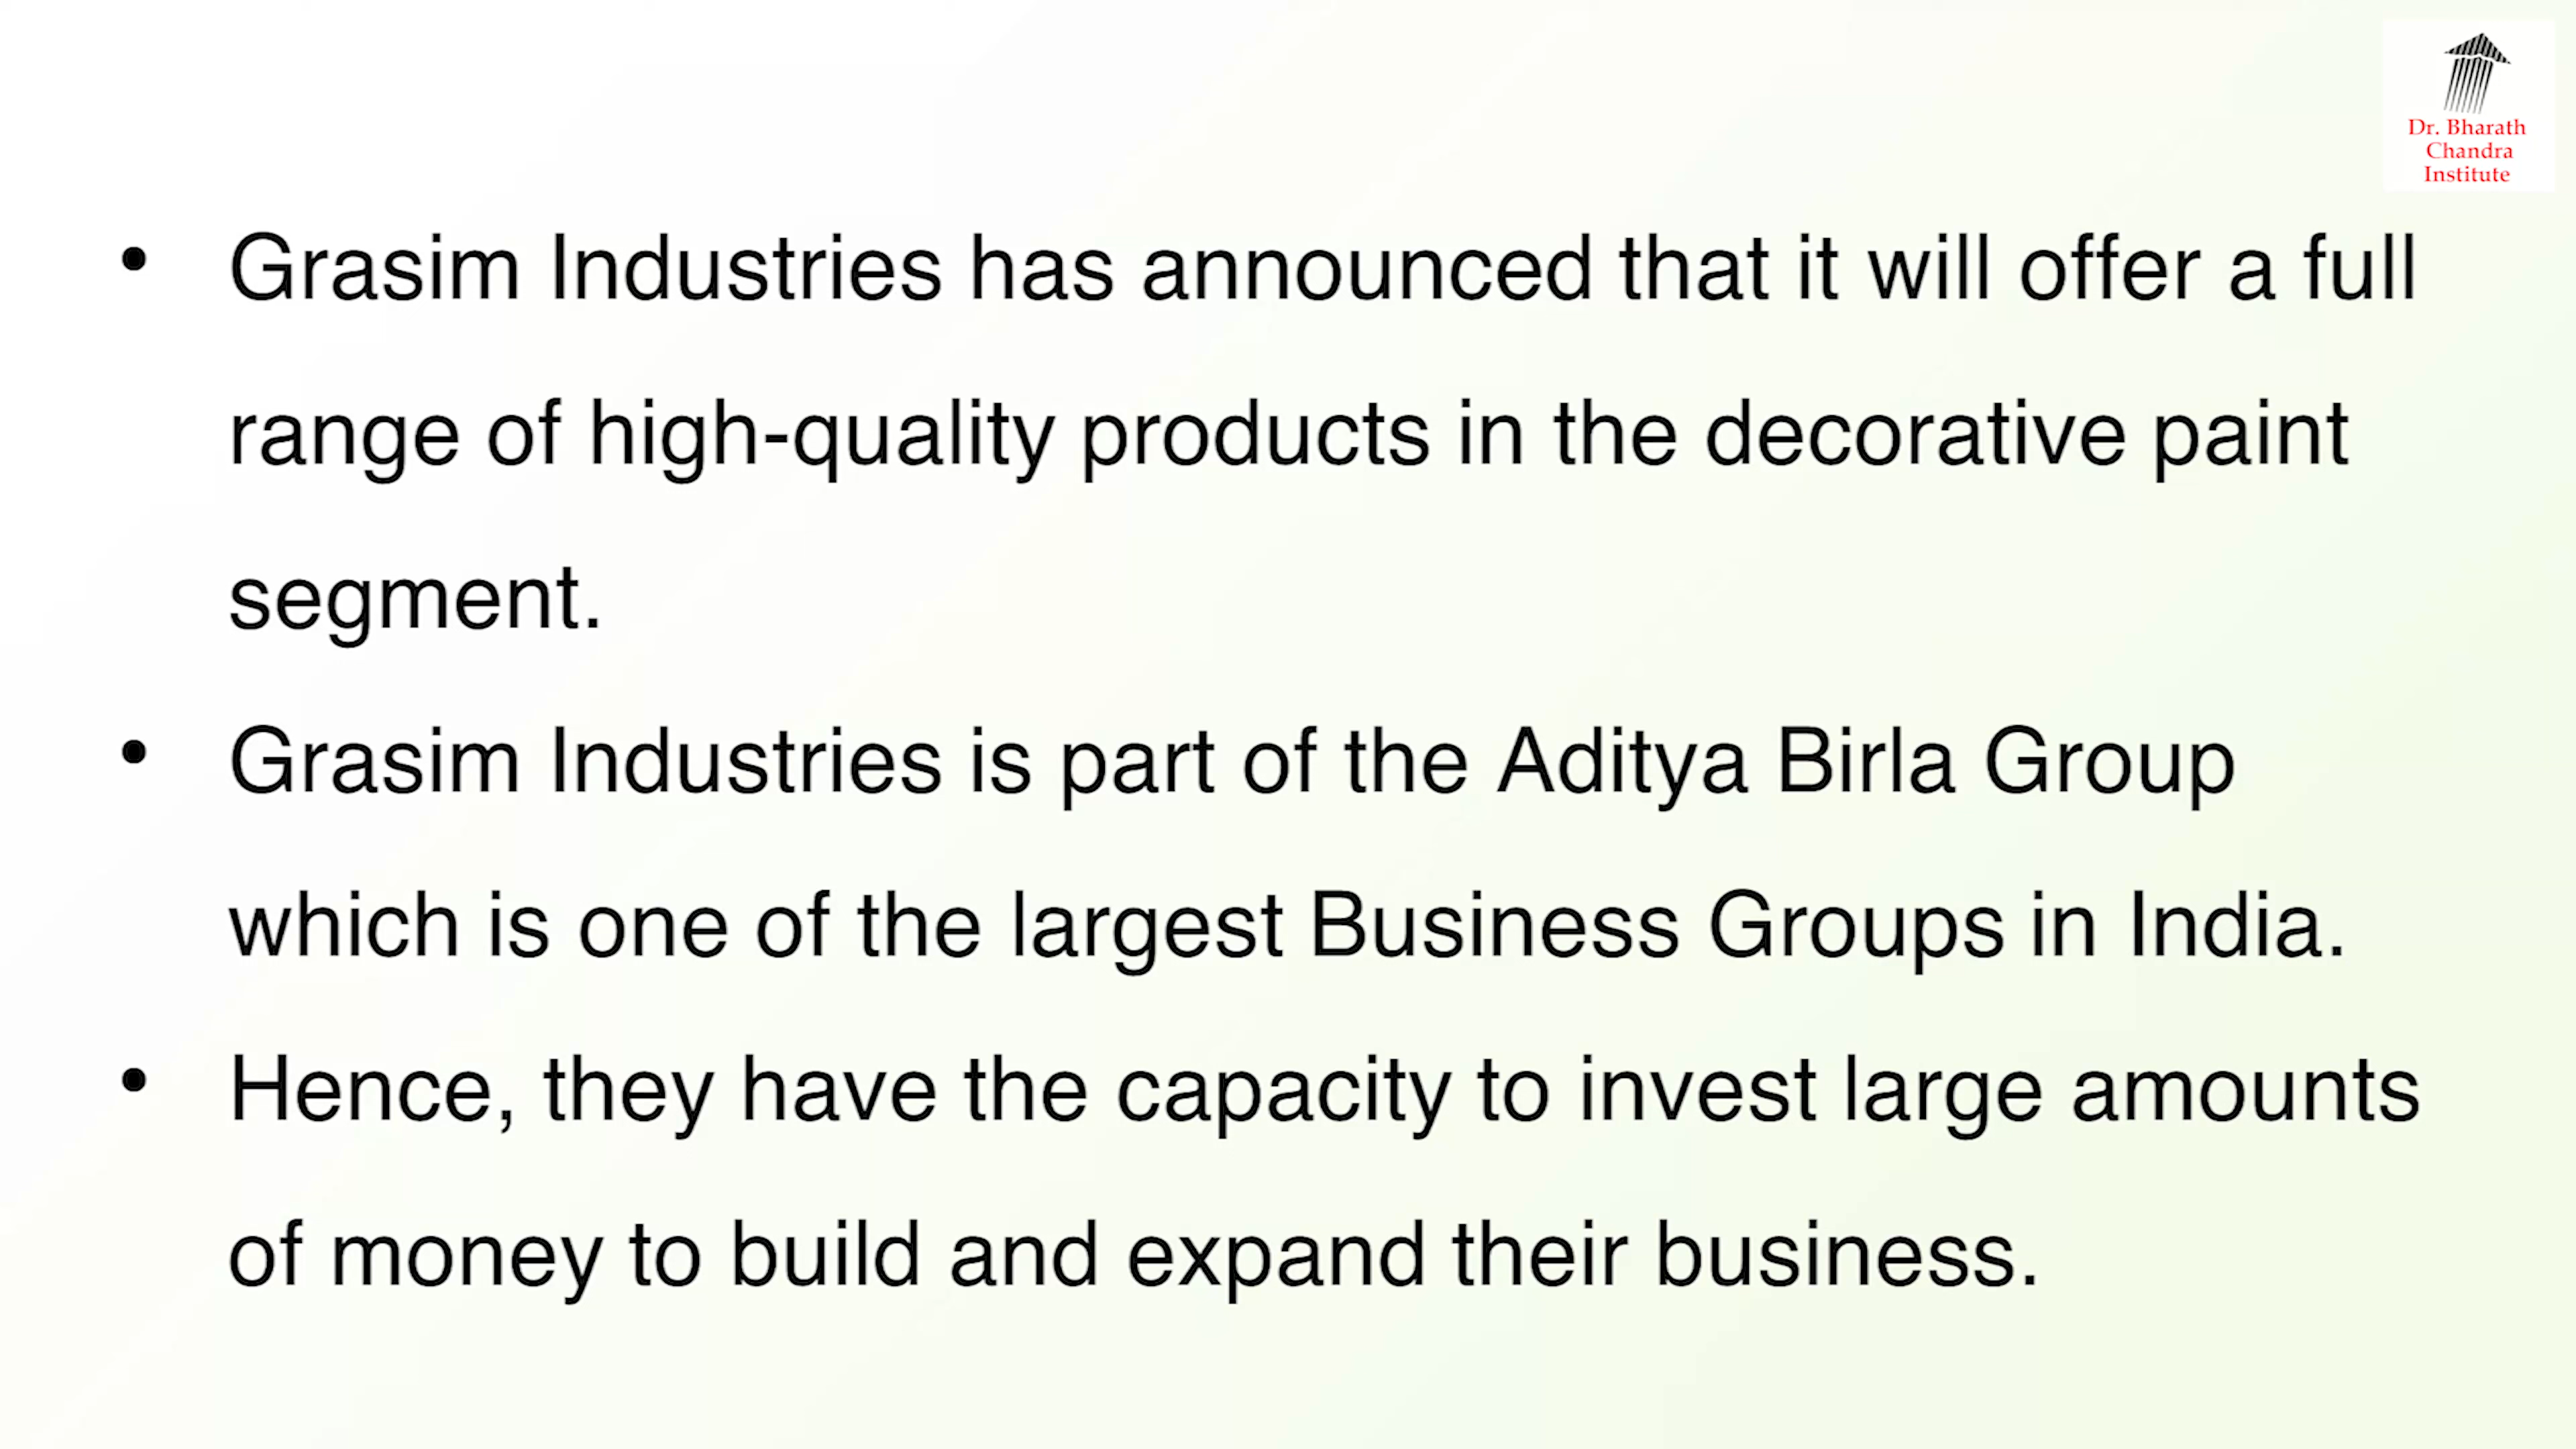 Dr. Bharath
Chandra
Institute
• Grasim Industries has announced that it will offer a full
range of high-quality products in the decorative paint
segment.
• Grasim Industries is part of the Aditya Birla Group
which is one of the largest Business Groups in India.
• Hence, they have the capacity to invest large amounts
of money to build and expand their business.